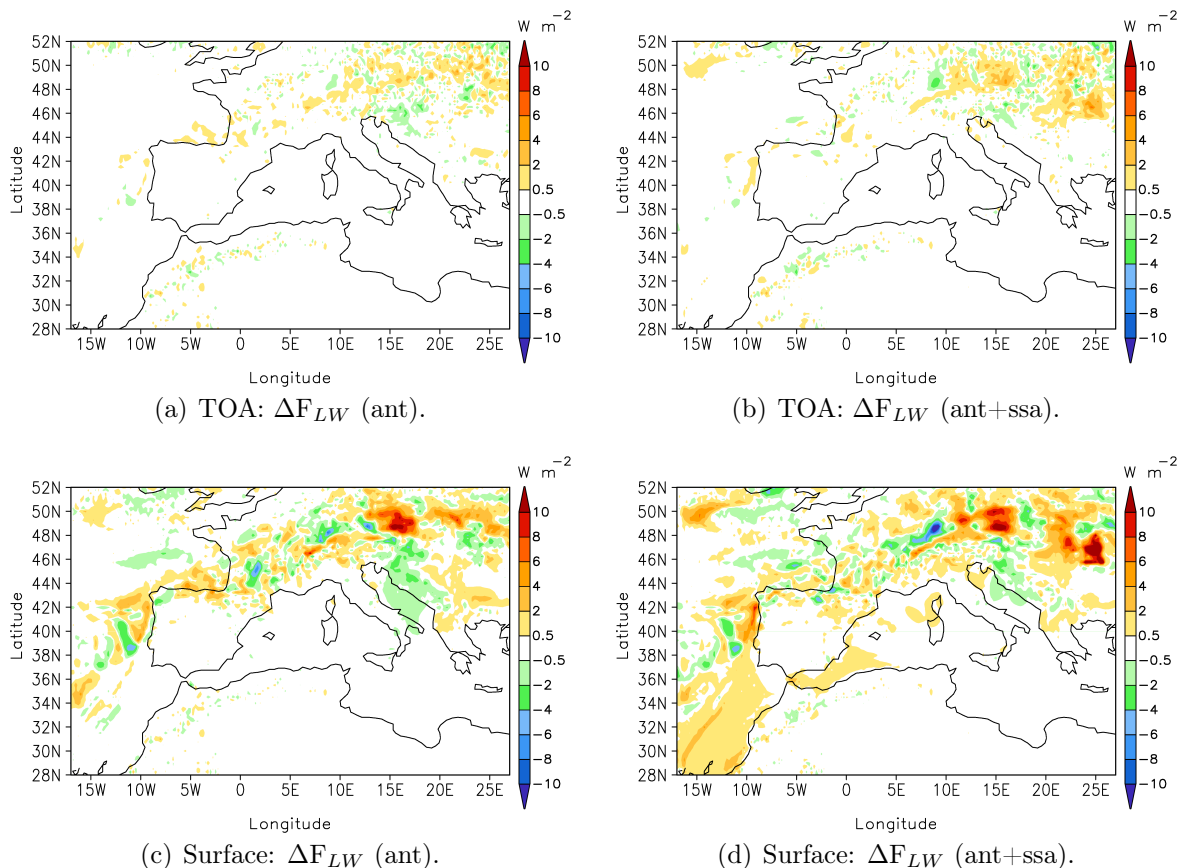 W m⁻²
52N
50N
48N
46N
44N
42N
40N
38N
36N
34N
32N
30N
28N
Latitude
15W 10W 5W 0 5E 10E 15E 20E 25E
Longitude
10
8
6
4
2
0.5
−0.5
−2
−4
−6
−8
−10
(a) TOA: ΔF_LW (ant).
W m⁻²
52N
50N
48N
46N
44N
42N
40N
38N
36N
34N
32N
30N
28N
Latitude
15W 10W 5W 0 5E 10E 15E 20E 25E
Longitude
10
8
6
4
2
0.5
−0.5
−2
−4
−6
−8
−10
(b) TOA: ΔF_LW (ant+ssa).
W m⁻²
52N
50N
48N
46N
44N
42N
40N
38N
36N
34N
32N
30N
28N
Latitude
15W 10W 5W 0 5E 10E 15E 20E 25E
Longitude
10
8
6
4
2
0.5
−0.5
−2
−4
−6
−8
−10
(c) Surface: ΔF_LW (ant).
W m⁻²
52N
50N
48N
46N
44N
42N
40N
38N
36N
34N
32N
30N
28N
Latitude
15W 10W 5W 0 5E 10E 15E 20E 25E
Longitude
10
8
6
4
2
0.5
−0.5
−2
−4
−6
−8
−10
(d) Surface: ΔF_LW (ant+ssa).